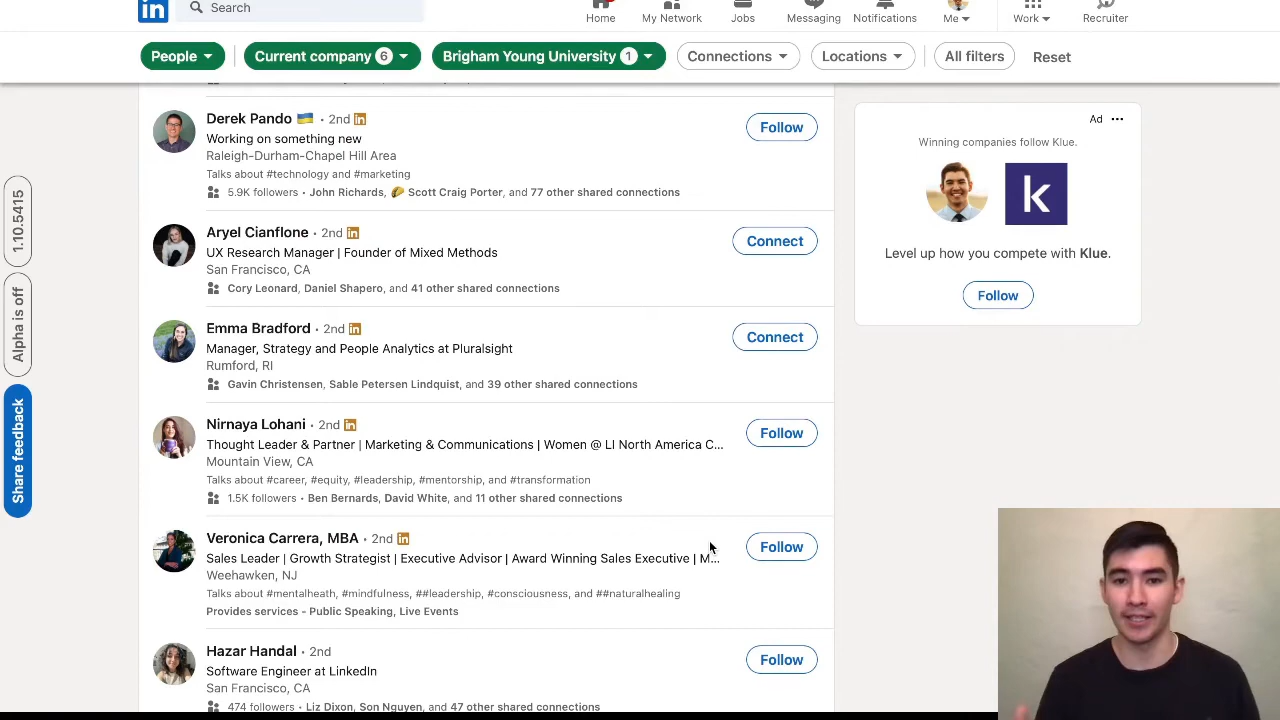 in
Search
Home
My Network
Jobs
Messaging
Notifications
Me
Work
Recruiter
People
Current company 6
Brigham Young University 1
Connections
Locations
All filters
Reset
1.10.5415
Alpha is off
Share feedback
Derek Pando 🇺🇦 • 2nd in
Working on something new
Raleigh-Durham-Chapel Hill Area
Talks about #technology and #marketing
5.9K followers • John Richards, 🌮 Scott Craig Porter, and 77 other shared connections
Follow
Aryel Cianflone • 2nd in
UX Research Manager | Founder of Mixed Methods
San Francisco, CA
Cory Leonard, Daniel Shapero, and 41 other shared connections
Connect
Emma Bradford • 2nd in
Manager, Strategy and People Analytics at Pluralsight
Rumford, RI
Gavin Christensen, Sable Petersen Lindquist, and 39 other shared connections
Connect
Nirnaya Lohani • 2nd in
Thought Leader & Partner | Marketing & Communications | Women @ LI North America C...
Mountain View, CA
Talks about #career, #equity, #leadership, #mentorship, and #transformation
1.5K followers • Ben Bernards, David White, and 11 other shared connections
Follow
Veronica Carrera, MBA • 2nd in
Sales Leader | Growth Strategist | Executive Advisor | Award Winning Sales Executive | M...
Weehawken, NJ
Talks about #mentalheath, #mindfulness, ##leadership, #consciousness, and ##naturalhealing
Provides services - Public Speaking, Live Events
Follow
Hazar Handal • 2nd
Software Engineer at LinkedIn
San Francisco, CA
474 followers • Liz Dixon, Son Nguyen, and 47 other shared connections
Follow
Ad •••
Winning companies follow Klue.
k
Level up how you compete with Klue.
Follow